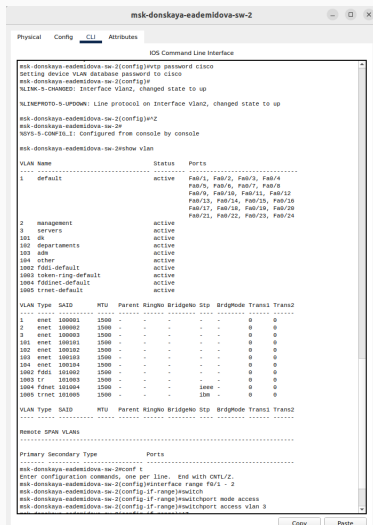 msk-donskaya-eademidova-sw-2
Physical Config CLI Attributes
IOS Command Line Interface
msk-donskaya-eademidova-sw-2(config)#vtp password cisco
Setting device VLAN database password to cisco
msk-donskaya-eademidova-sw-2(config)#
%LINK-5-CHANGED: Interface Vlan2, changed state to up
%LINEPROTO-5-UPDOWN: Line protocol on Interface Vlan2, changed state to up
msk-donskaya-eademidova-sw-2(config)#^Z
msk-donskaya-eademidova-sw-2#
%SYS-5-CONFIG_I: Configured from console by console
msk-donskaya-eademidova-sw-2#show vlan
VLAN Name Status Ports
---- -------------------------------- --------- -------------------------------
1 default active Fa0/1, Fa0/2, Fa0/3, Fa0/4
Fa0/5, Fa0/6, Fa0/7, Fa0/8
Fa0/9, Fa0/10, Fa0/11, Fa0/12
Fa0/13, Fa0/14, Fa0/15, Fa0/16
Fa0/17, Fa0/18, Fa0/19, Fa0/20
Fa0/21, Fa0/22, Fa0/23, Fa0/24
2 management active
3 servers active
101 dk active
102 departaments active
103 adm active
104 other active
1002 fddi-default active
1003 token-ring-default active
1004 fddinet-default active
1005 trnet-default active
VLAN Type SAID MTU Parent RingNo BridgeNo Stp BrdgMode Trans1 Trans2
---- ----- ---------- ----- ------ ------ -------- ---- -------- ------ ------
1 enet 100001 1500 - - - - - 0 0
2 enet 100002 1500 - - - - - 0 0
3 enet 100003 1500 - - - - - 0 0
101 enet 100101 1500 - - - - - 0 0
102 enet 100102 1500 - - - - - 0 0
103 enet 100103 1500 - - - - - 0 0
104 enet 100104 1500 - - - - - 0 0
1002 fddi 101002 1500 - - - - - 0 0
1003 tr 101003 1500 - - - - - 0 0
1004 fdnet 101004 1500 - - - ieee - 0 0
1005 trnet 101005 1500 - - - ibm - 0 0
VLAN Type SAID MTU Parent RingNo BridgeNo Stp BrdgMode Trans1 Trans2
---- ----- ---------- ----- ------ ------ -------- ---- -------- ------ ------
Remote SPAN VLANs
------------------------------------------------------------------------------
Primary Secondary Type Ports
------- --------- ----------------- ------------------------------------------
msk-donskaya-eademidova-sw-2#conf t
Enter configuration commands, one per line. End with CNTL/Z.
msk-donskaya-eademidova-sw-2(config)#interface range f0/1 - 2
msk-donskaya-eademidova-sw-2(config-if-range)#switch
msk-donskaya-eademidova-sw-2(config-if-range)#switchport mode access
msk-donskaya-eademidova-sw-2(config-if-range)#switchport access vlan 3
Copy Paste